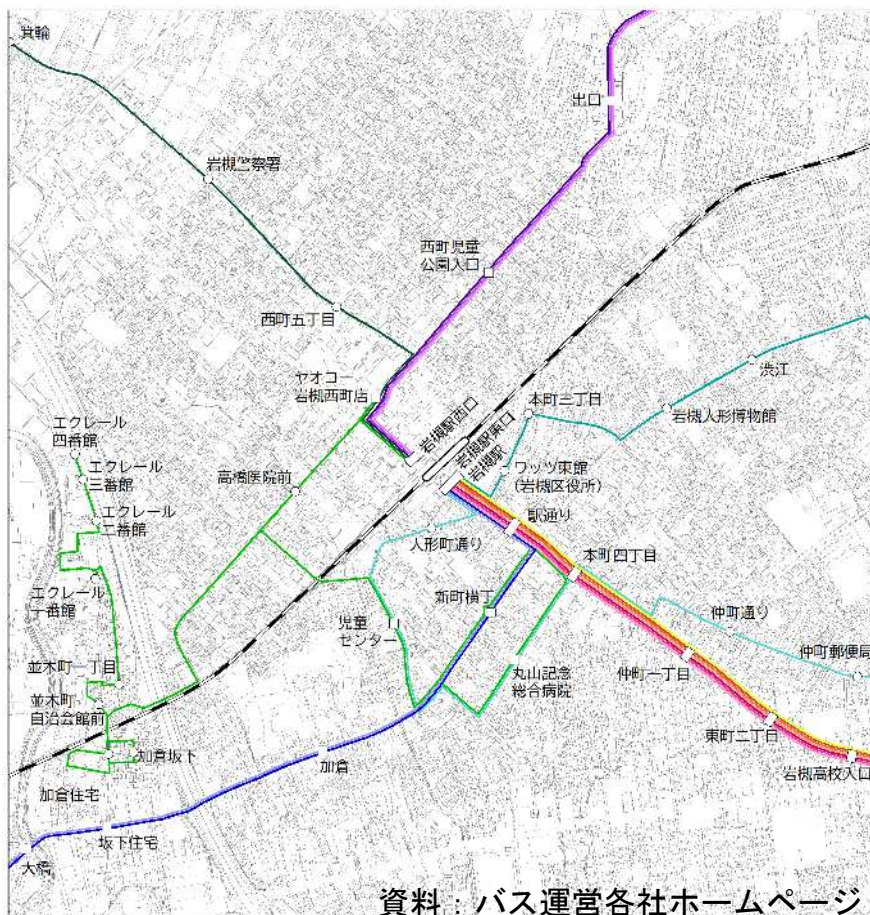 箕輪
出口
岩槻警察署
西町児童
公園入口
西町五丁目
渋江
ヤオコー
岩槻西町店
岩槻駅西口
岩槻駅東口
岩槻駅
本町三丁目
岩槻人形博物館
エクレール
四番館
エクレール
三番館
高橋医院前
ワッツ東館
(岩槻区役所)
エクレール
二番館
駅通り
人形町通り
本町四丁目
エクレール
一番館
新町横丁
児童
センター
仲町通り
仲町郵便局
並木町一丁目
丸山記念
総合病院
仲町一丁目
並木町
自治会館前
東町二丁目
加倉坂下
加倉
岩槻高校入口
加倉住宅
坂下住宅
大橋
資料:バス運営各社ホームページ